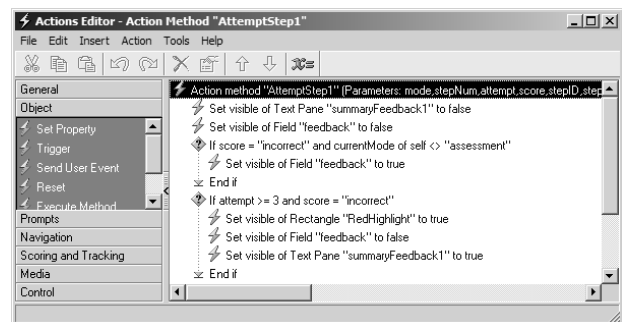 Actions Editor - Action Method "AttemptStep1"
File Edit Insert Action Tools Help
X=
General
Object
Set Property
Trigger
Send User Event
Reset
Execute Method
Prompts
Navigation
Scoring and Tracking
Media
Control
Action method "AttemptStep1" (Parameters: mode,stepNum,attempt,score,stepID,step
Set visible of Text Pane "summaryFeedback1" to false
Set visible of Field "feedback" to false
If score = "incorrect" and currentMode of self <> "assessment"
Set visible of Field "feedback" to true
End if
If attempt >= 3 and score = "incorrect"
Set visible of Rectangle "RedHighlight" to true
Set visible of Field "feedback" to false
Set visible of Text Pane "summaryFeedback1" to true
End if